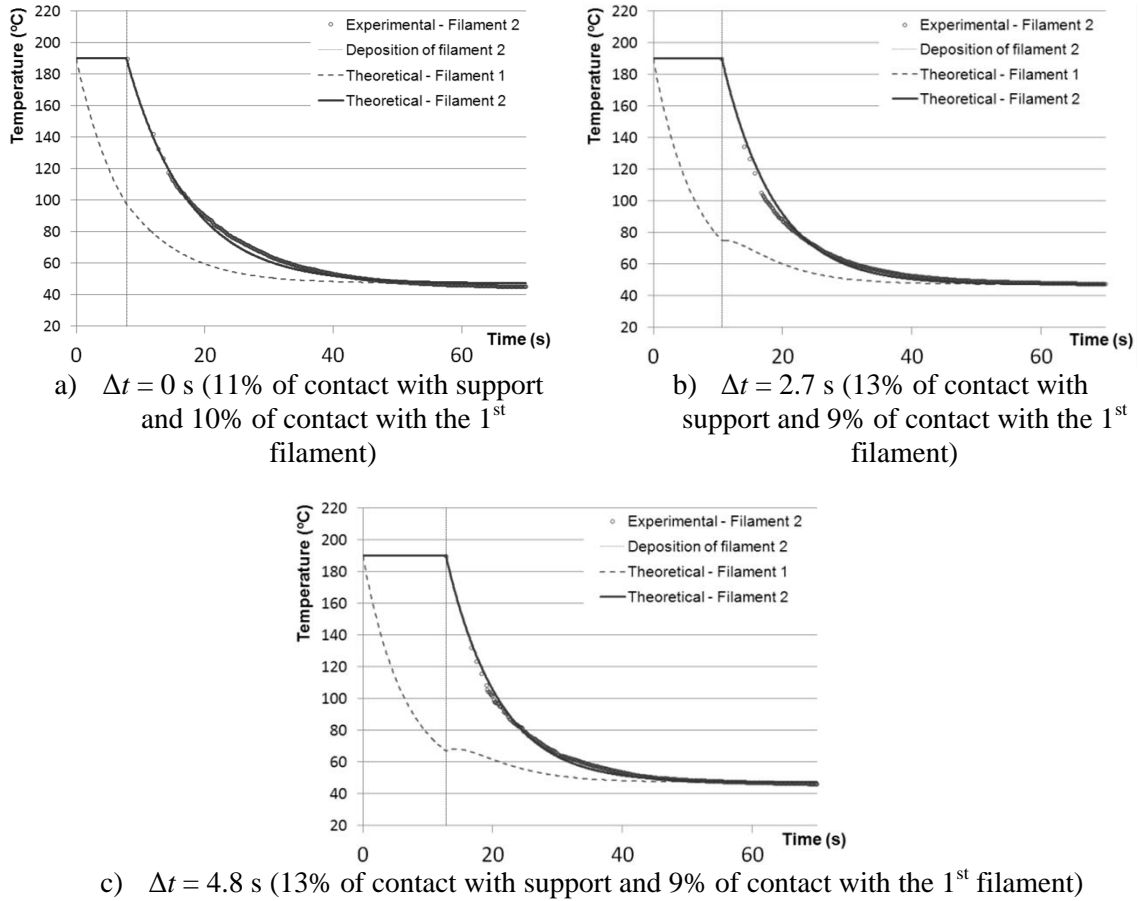 Temperature (ºC)
220
200
180
160
140
120
100
80
60
40
20
0
20
40
60
Time (s)
Experimental - Filament 2
Deposition of filament 2
Theoretical - Filament 1
Theoretical - Filament 2
a) Δt = 0 s (11% of contact with support
and 10% of contact with the 1st
filament)
Temperature (ºC)
220
200
180
160
140
120
100
80
60
40
20
0
20
40
60
Time (s)
Experimental - Filament 2
Deposition of filament 2
Theoretical - Filament 1
Theoretical - Filament 2
b) Δt = 2.7 s (13% of contact with
support and 9% of contact with the 1st
filament)
Temperature (ºC)
220
200
180
160
140
120
100
80
60
40
20
0
20
40
60
Time (s)
Experimental - Filament 2
Deposition of filament 2
Theoretical - Filament 1
Theoretical - Filament 2
c) Δt = 4.8 s (13% of contact with support and 9% of contact with the 1st filament)